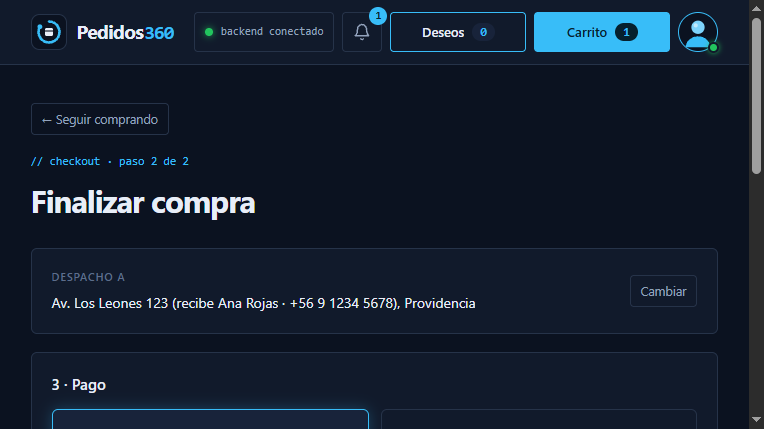 Pedidos360
backend conectado
1
Deseos 0
Carrito 1
← Seguir comprando
// checkout · paso 2 de 2
Finalizar compra
DESPACHO A
Av. Los Leones 123 (recibe Ana Rojas · +56 9 1234 5678), Providencia
Cambiar
3 · Pago